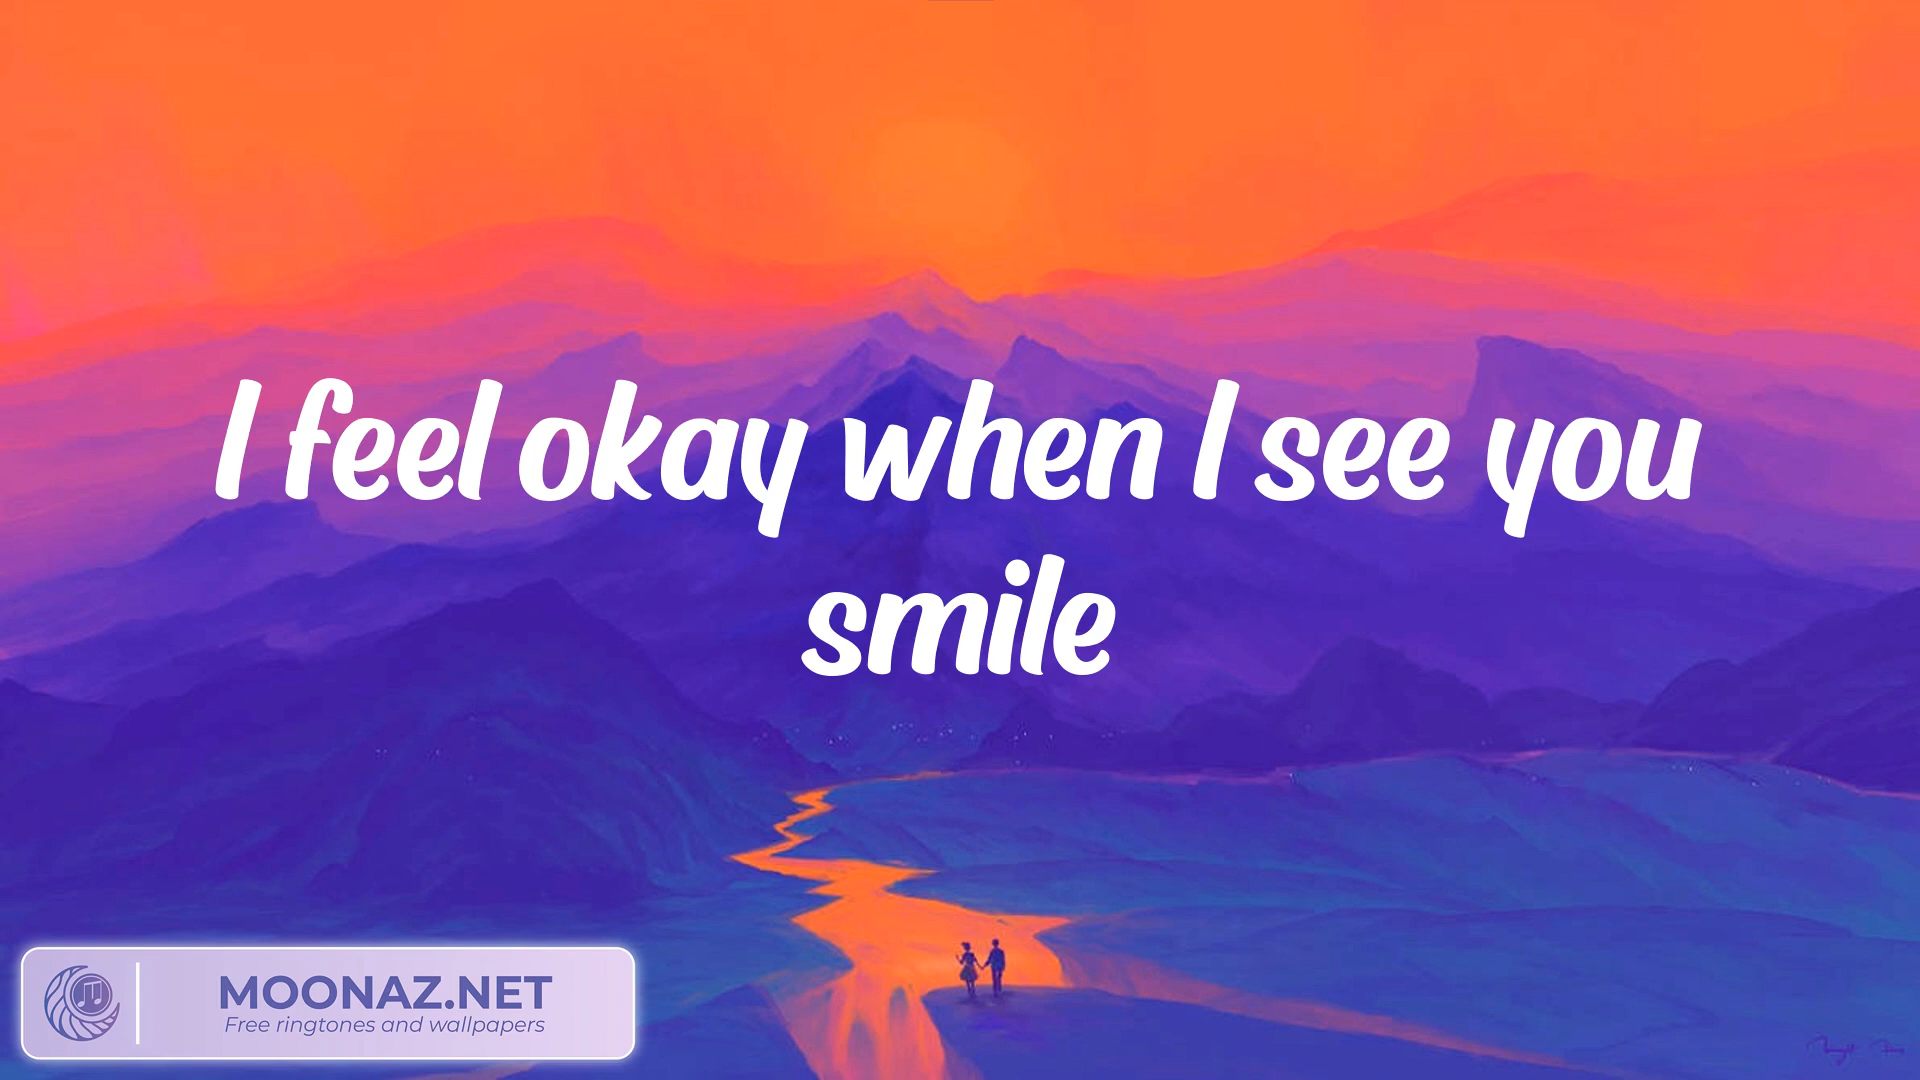 I feel okay when I see you
smile
MOONAZ.NET
Free ringtones and wallpapers